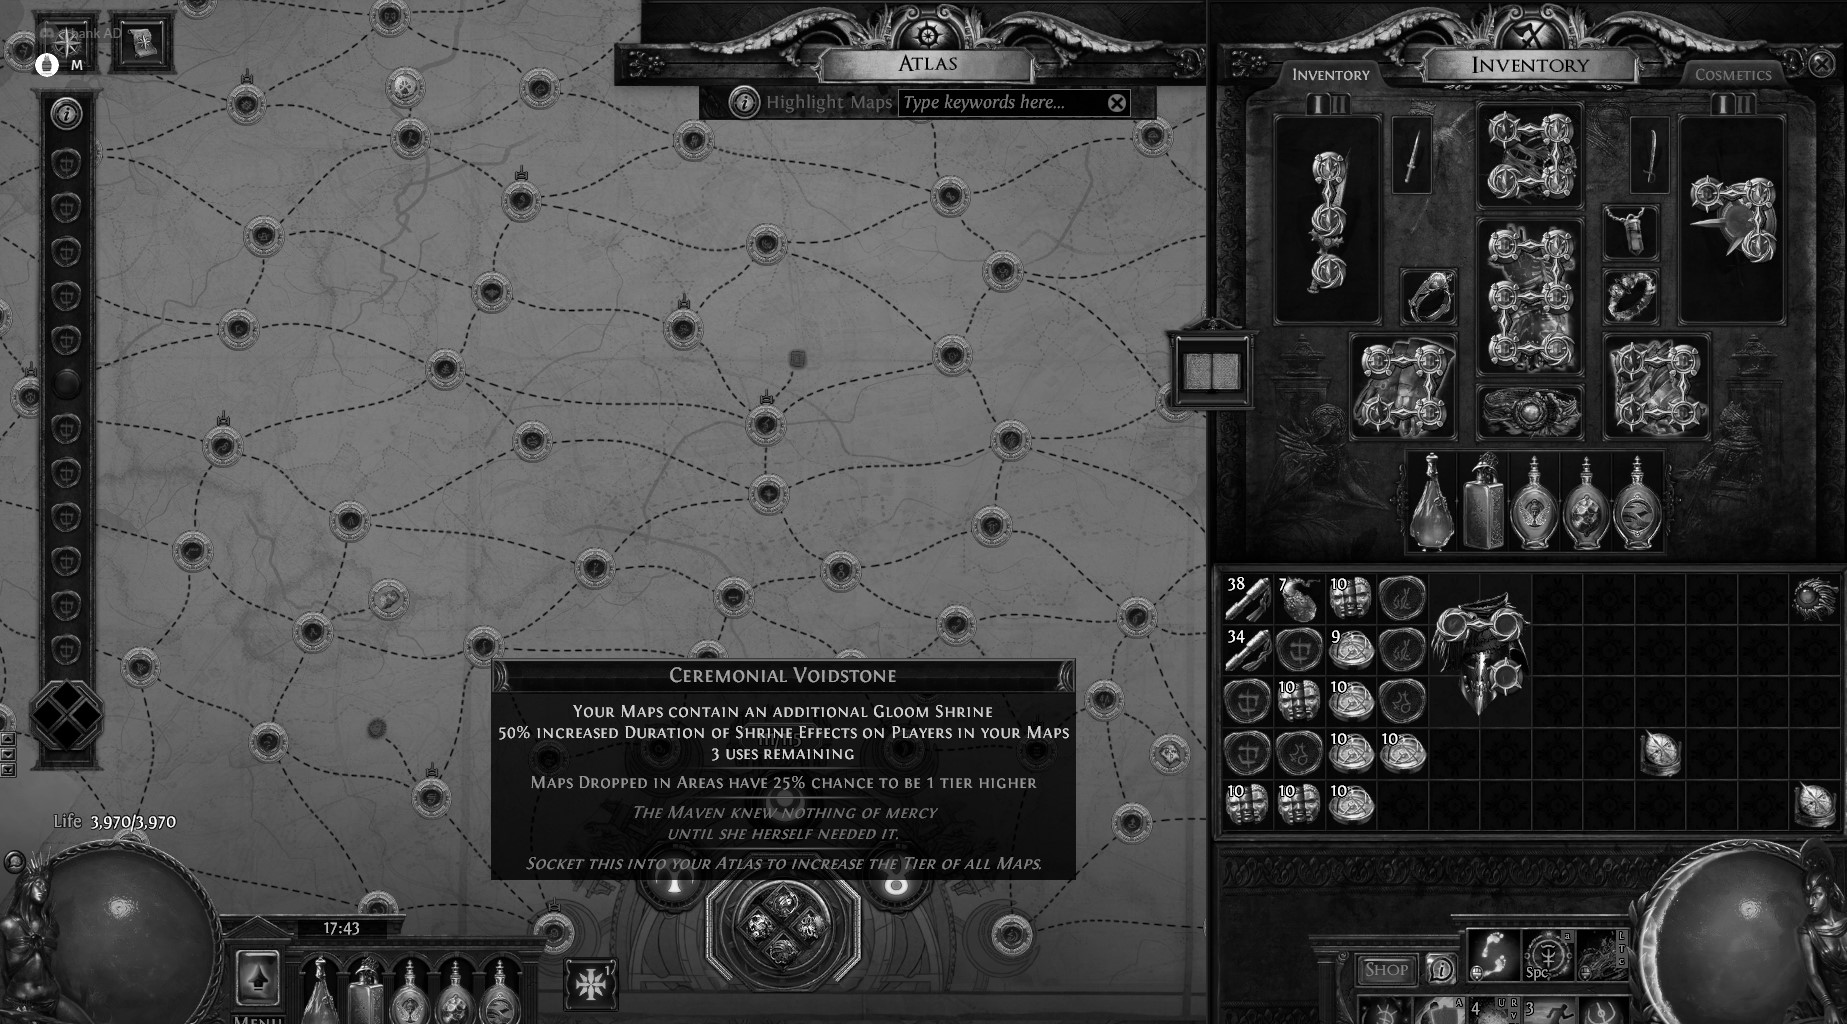 M
ATLAS
Highlight Maps Type keywords here...
INVENTORY
INVENTORY
COSMETICS
38
7
10
34
9
10
10
10
10
10
10
10
CEREMONIAL VOIDSTONE
YOUR MAPS CONTAIN AN ADDITIONAL GLOOM SHRINE
50% INCREASED DURATION OF SHRINE EFFECTS ON PLAYERS IN YOUR MAPS
3 USES REMAINING
MAPS DROPPED IN AREAS HAVE 25% CHANCE TO BE 1 TIER HIGHER
THE MAVEN KNEW NOTHING OF MERCY
UNTIL SHE HERSELF NEEDED IT.
SOCKET THIS INTO YOUR ATLAS TO INCREASE THE TIER OF ALL MAPS.
Life 3,970/3,970
17:43
MENU
1
SHOP
a
Spc
L
T
c
A
4
U
R
v
3